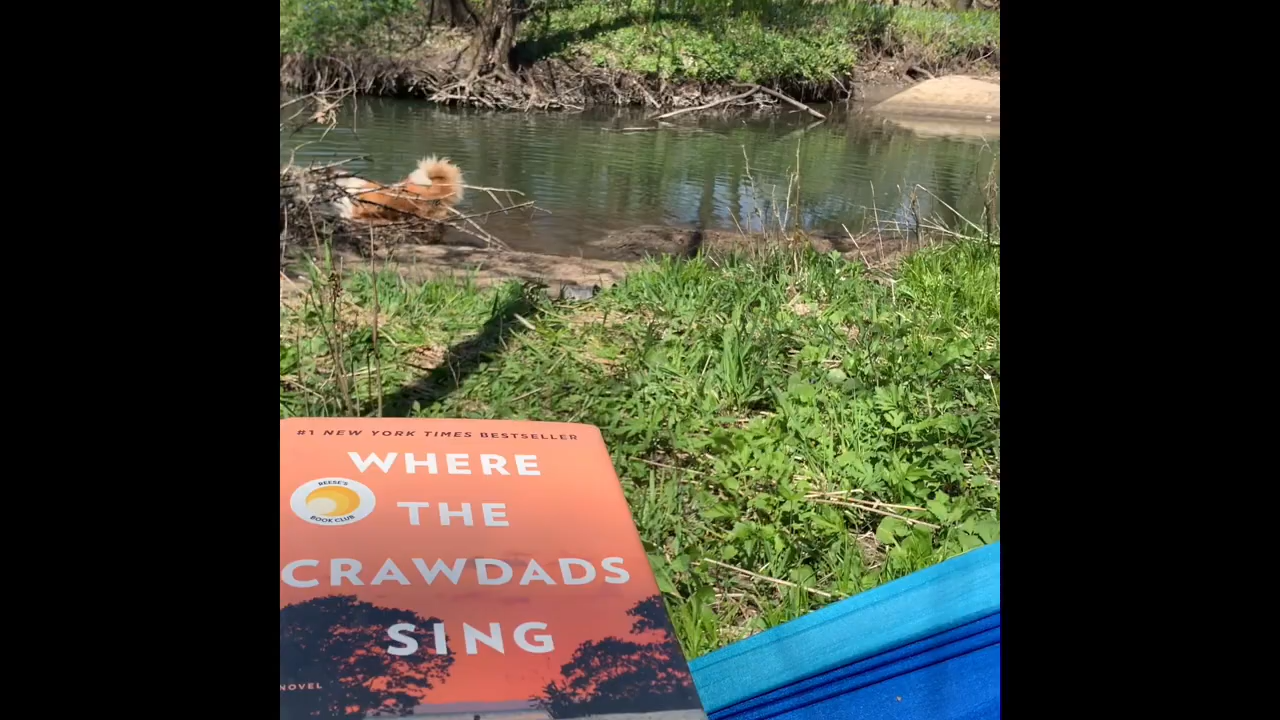 #1 NEW YORK TIMES BESTSELLER
WHERE
REESE'S
BOOK CLUB
THE
CRAWDADS
SING
NOVEL